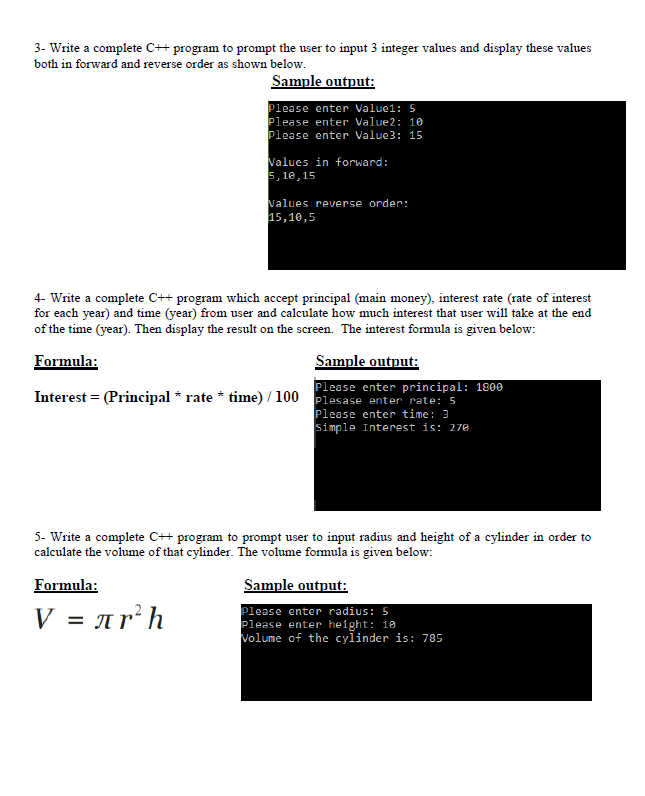 3- Write a complete C++ program to prompt the user to input 3 integer values and display these values
both in forward and reverse order as shown below.
Sample output:
Please enter Value1: 5
Please enter Value2: 10
Please enter Value3: 15
Values in forward:
5,10,15
Values reverse order:
15,10,5
4- Write a complete C++ program which accept principal (main money), interest rate (rate of interest
for each year) and time (year) from user and calculate how much interest that user will take at the end
of the time (year). Then display the result on the screen. The interest formula is given below:
Formula:
Interest = (Principal * rate * time) / 100
Sample output:
Please enter principal: 1800
Plesase enter rate: 5
Please enter time: 3
Simple Interest is: 270
5- Write a complete C++ program to prompt user to input radius and height of a cylinder in order to
calculate the volume of that cylinder. The volume formula is given below:
Formula:
V = π r² h
Sample output:
Please enter radius: 5
Please enter height: 10
Volume of the cylinder is: 785